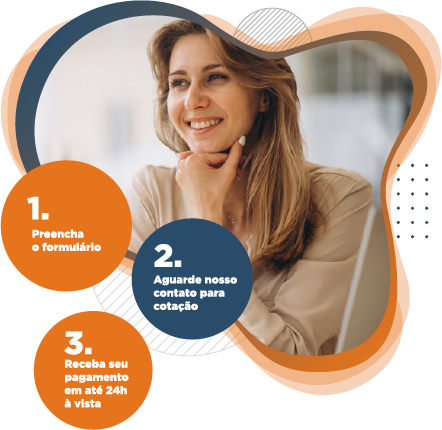 1.
Preencha
o formulário
2.
Aguarde nosso
contato para
cotação
3.
Receba seu
pagamento
em até 24h
à vista